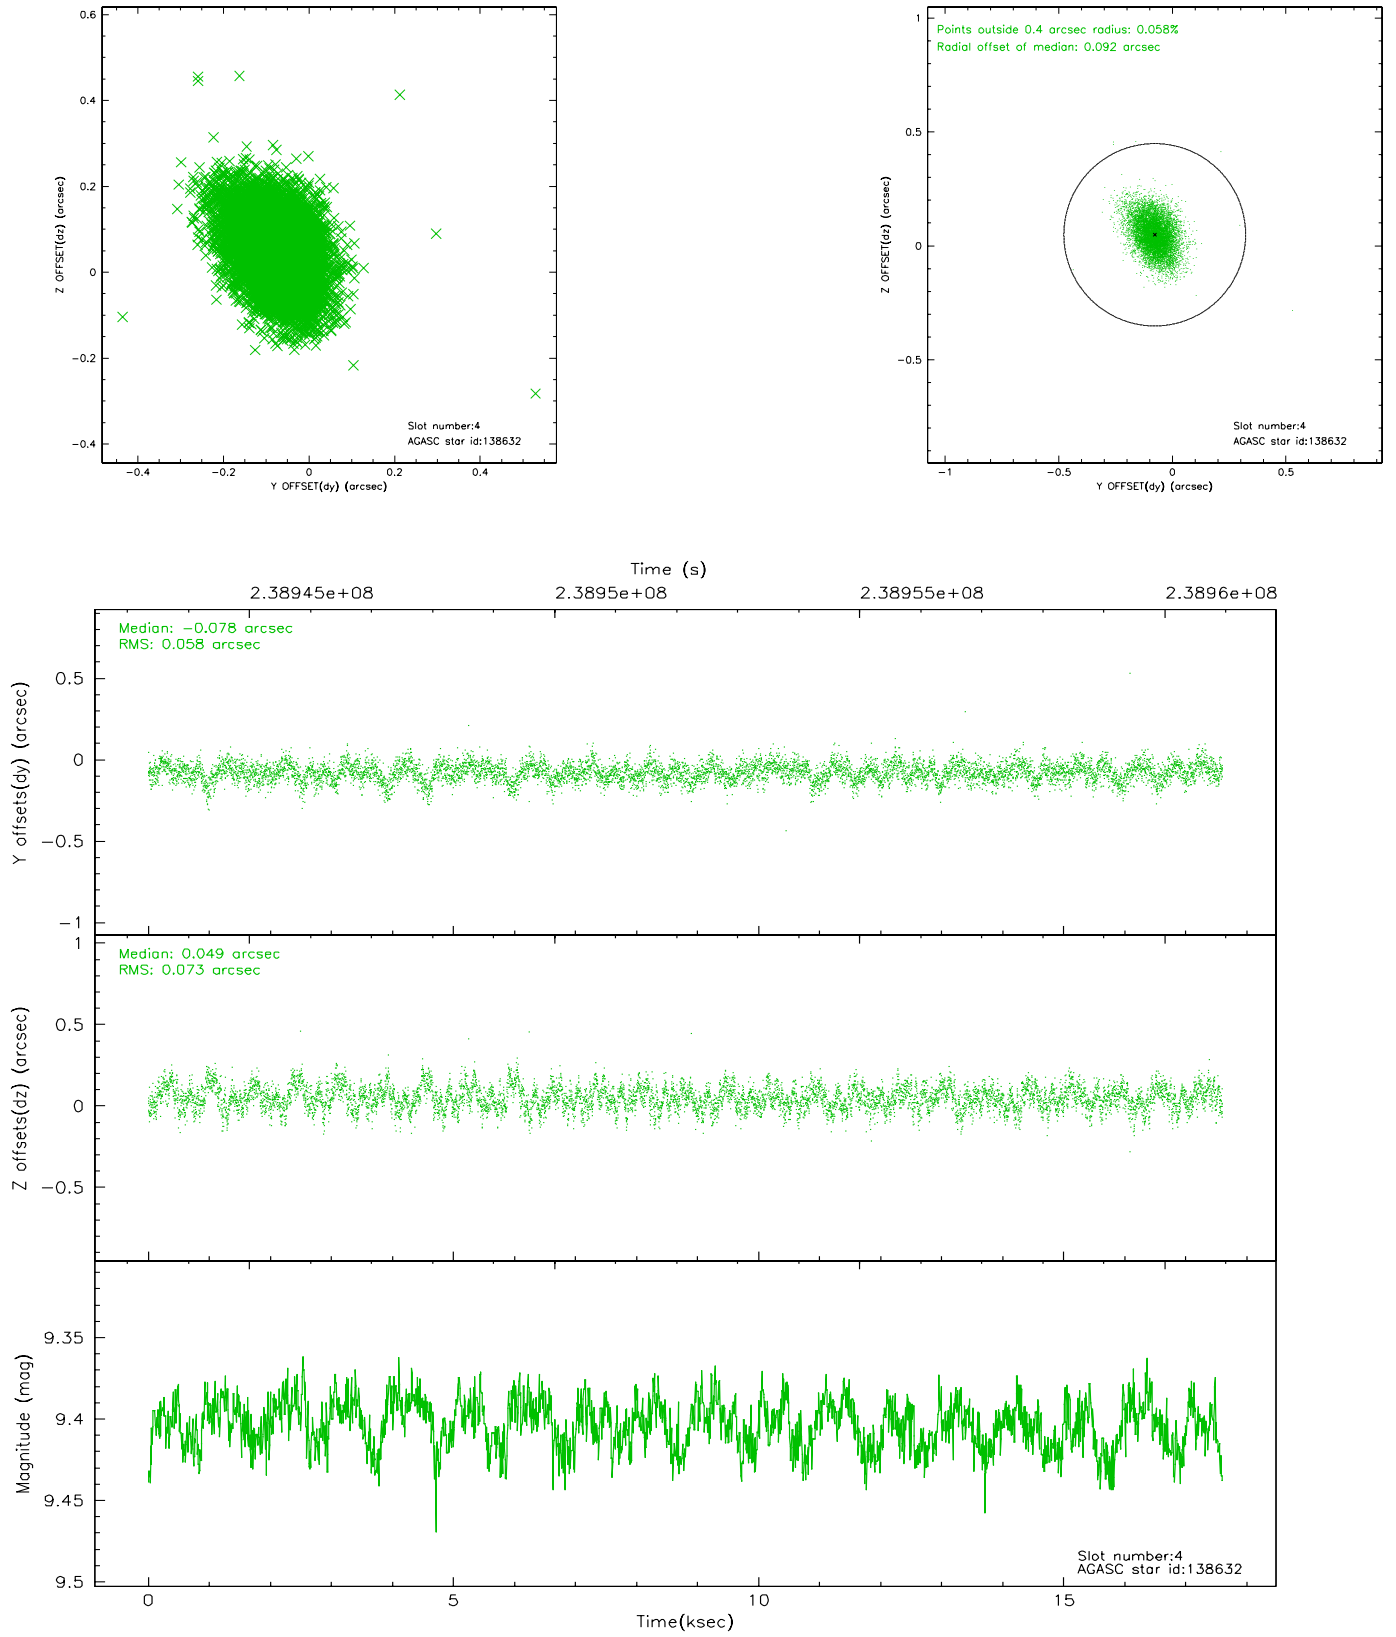 0.6
0.4
0.2
0
−0.2
−0.4
Z OFFSET(dz) (arcsec)
Slot number:4
AGASC star id:138632
−0.4 −0.2 0 0.2 0.4
Y OFFSET(dy) (arcsec)
Points outside 0.4 arcsec radius: 0.058%
Radial offset of median: 0.092 arcsec
1
0.5
0
−0.5
Z OFFSET(dz) (arcsec)
Slot number:4
AGASC star id:138632
−1 −0.5 0 0.5
Y OFFSET(dy) (arcsec)
Time (s)
2.38945e+08 2.3895e+08 2.38955e+08 2.3896e+08
Median: −0.078 arcsec
RMS: 0.058 arcsec
0.5
0
−0.5
−1
Y offsets(dy) (arcsec)
Median: 0.049 arcsec
RMS: 0.073 arcsec
1
0.5
0
−0.5
Z offsets(dz) (arcsec)
9.35
9.4
9.45
9.5
Magnitude (mag)
Slot number:4
AGASC star id:138632
0 5 10 15
Time(ksec)